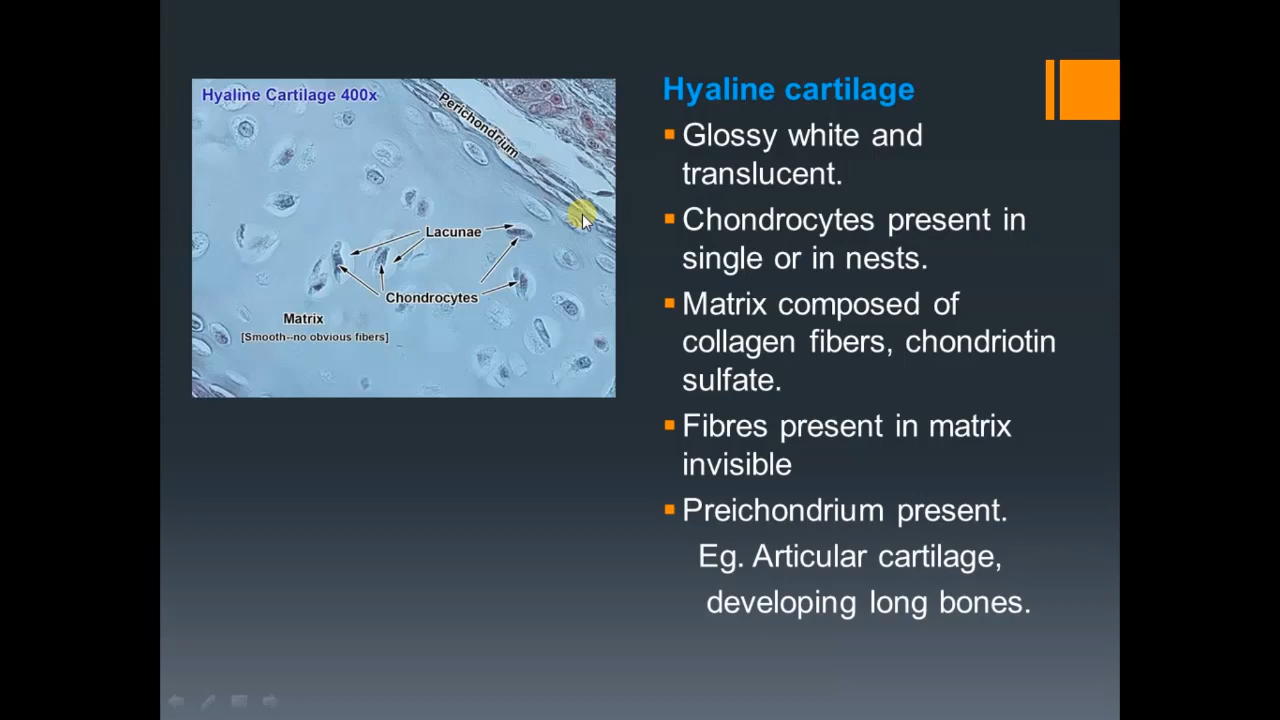 Hyaline Cartilage 400x
Perichondrium
Lacunae
Chondrocytes
Matrix
[Smooth--no obvious fibers]
Hyaline cartilage
Glossy white and
translucent.
Chondrocytes present in
single or in nests.
Matrix composed of
collagen fibers, chondriotin
sulfate.
Fibres present in matrix
invisible
Preichondrium present.
Eg. Articular cartilage,
developing long bones.